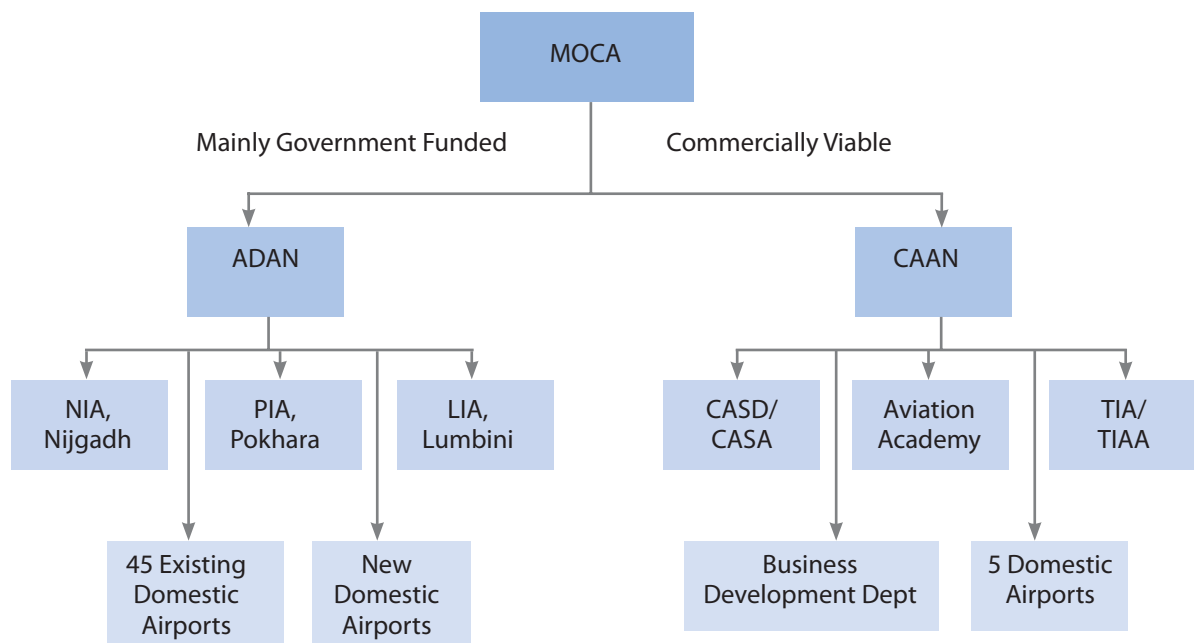 MOCA
Mainly Government Funded
Commercially Viable
ADAN
CAAN
NIA,
Nijgadh
PIA,
Pokhara
LIA,
Lumbini
CASD/
CASA
Aviation
Academy
TIA/
TIAA
45 Existing
Domestic
Airports
New
Domestic
Airports
Business
Development Dept
5 Domestic
Airports